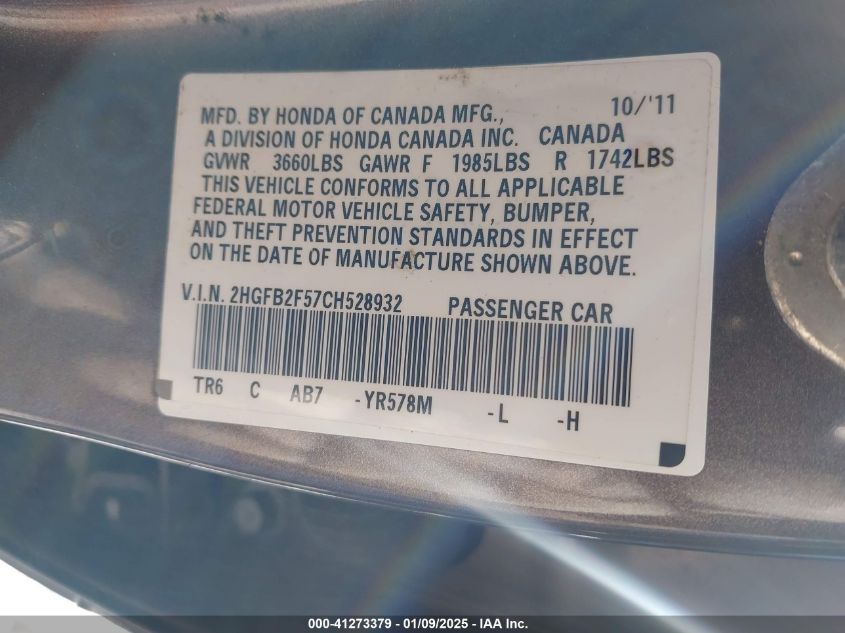 MFD. BY HONDA OF CANADA MFG., 10/'11
A DIVISION OF HONDA CANADA INC. CANADA
GVWR 3660LBS GAWR F 1985LBS R 1742LBS
THIS VEHICLE CONFORMS TO ALL APPLICABLE
FEDERAL MOTOR VEHICLE SAFETY, BUMPER,
AND THEFT PREVENTION STANDARDS IN EFFECT
ON THE DATE OF MANUFACTURE SHOWN ABOVE.
V.I.N. 2HGFB2F57CH528932 PASSENGER CAR
TR6 C AB7 -YR578M -L -H
000-41273379 - 01/09/2025 - IAA Inc.